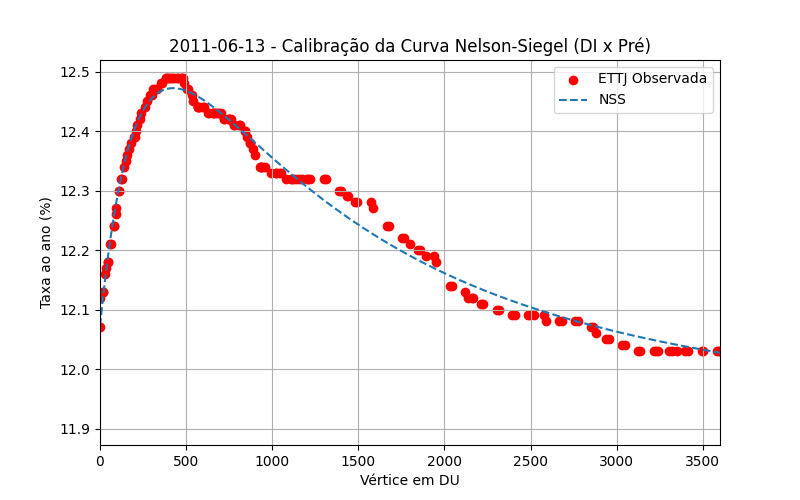 2011-06-13 - Calibração da Curva Nelson-Siegel (DI x Pré)
ETTJ Observada
NSS
Taxa ao ano (%)
12.5
12.4
12.3
12.2
12.1
12.0
11.9
0 500 1000 1500 2000 2500 3000 3500
Vértice em DU